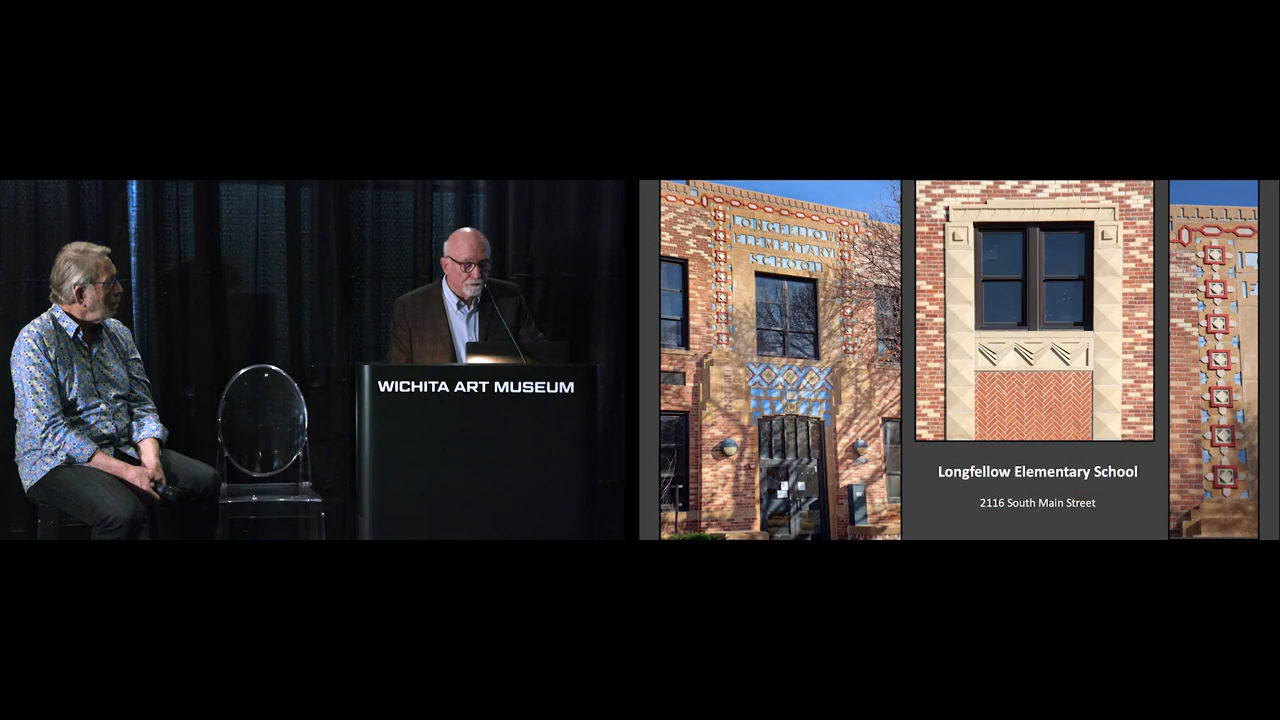 WICHITA ART MUSEUM
LONGFELLOW
ELEMENTARY
SCHOOL
Longfellow Elementary School
2116 South Main Street